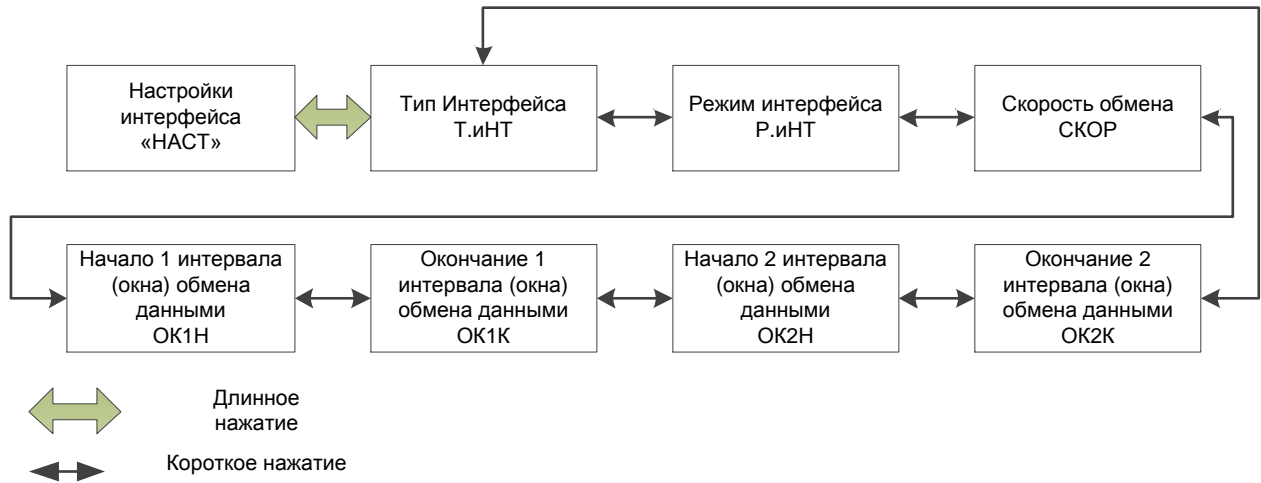 Настройки
интерфейса
«НАСТ»
Тип Интерфейса
Т.иНТ
Режим интерфейса
Р.иНТ
Скорость обмена
СКОР
Начало 1 интервала
(окна) обмена
данными
ОК1Н
Окончание 1
интервала (окна)
обмена данными
ОК1К
Начало 2 интервала
(окна) обмена
данными
ОК2Н
Окончание 2
интервала (окна)
обмена данными
ОК2К
Длинное
нажатие
Короткое нажатие